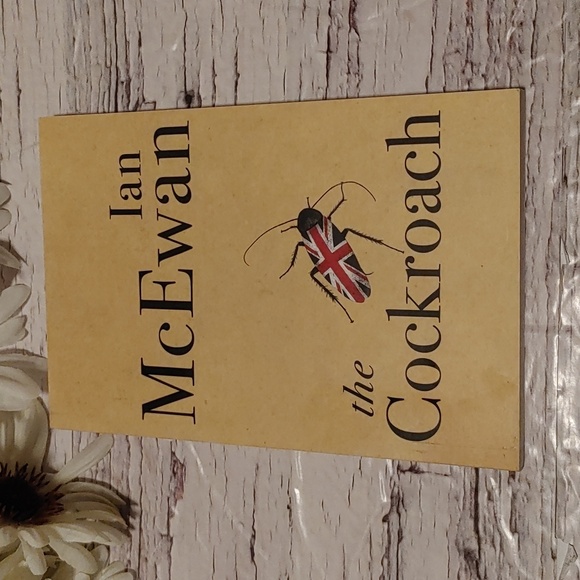 Ian
McEwan
the
Cockroach